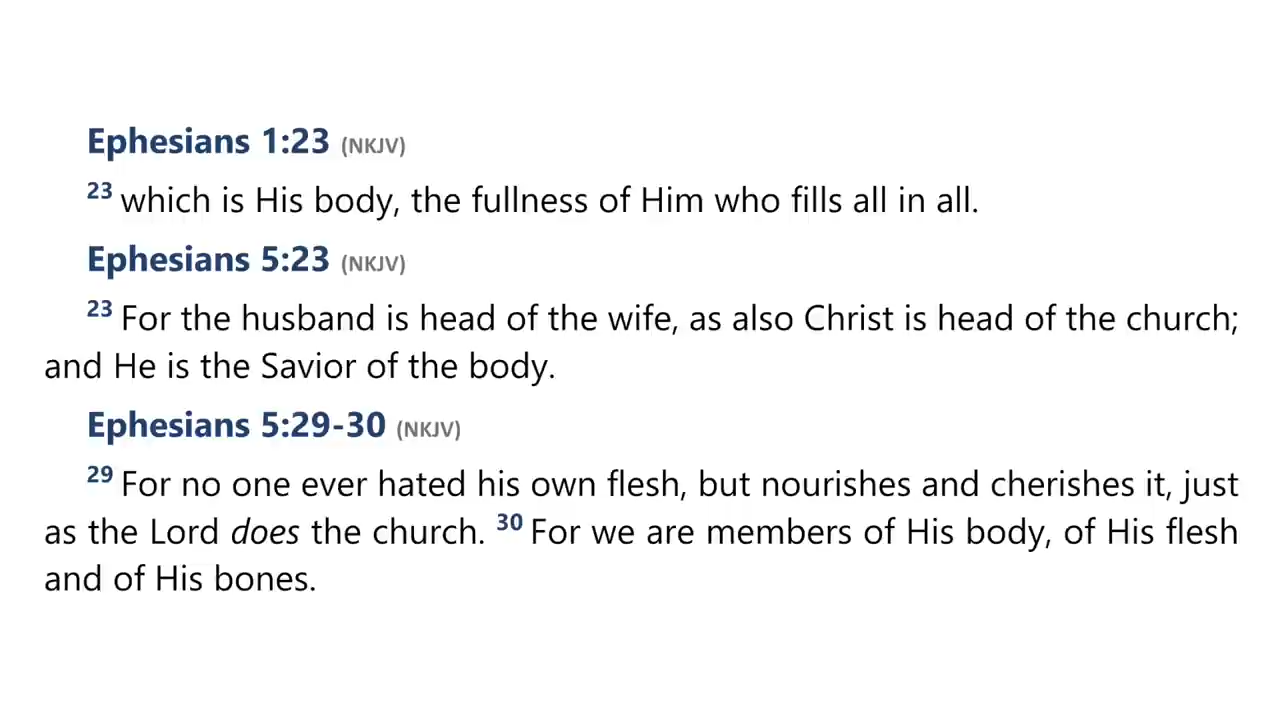 Ephesians 1:23 (NKJV)
23 which is His body, the fullness of Him who fills all in all.
Ephesians 5:23 (NKJV)
23 For the husband is head of the wife, as also Christ is head of the church;
and He is the Savior of the body.
Ephesians 5:29-30 (NKJV)
29 For no one ever hated his own flesh, but nourishes and cherishes it, just
as the Lord does the church. 30 For we are members of His body, of His flesh
and of His bones.